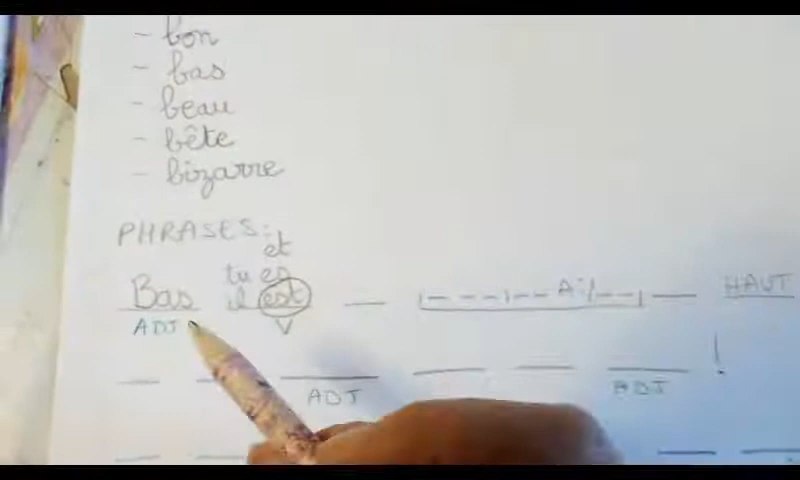 - bon
- bas
- beau
- bête
- bizarre
PHRASES:
et
tu es
Bas il est HAUT
ADJ V
!
ADJ ADJ